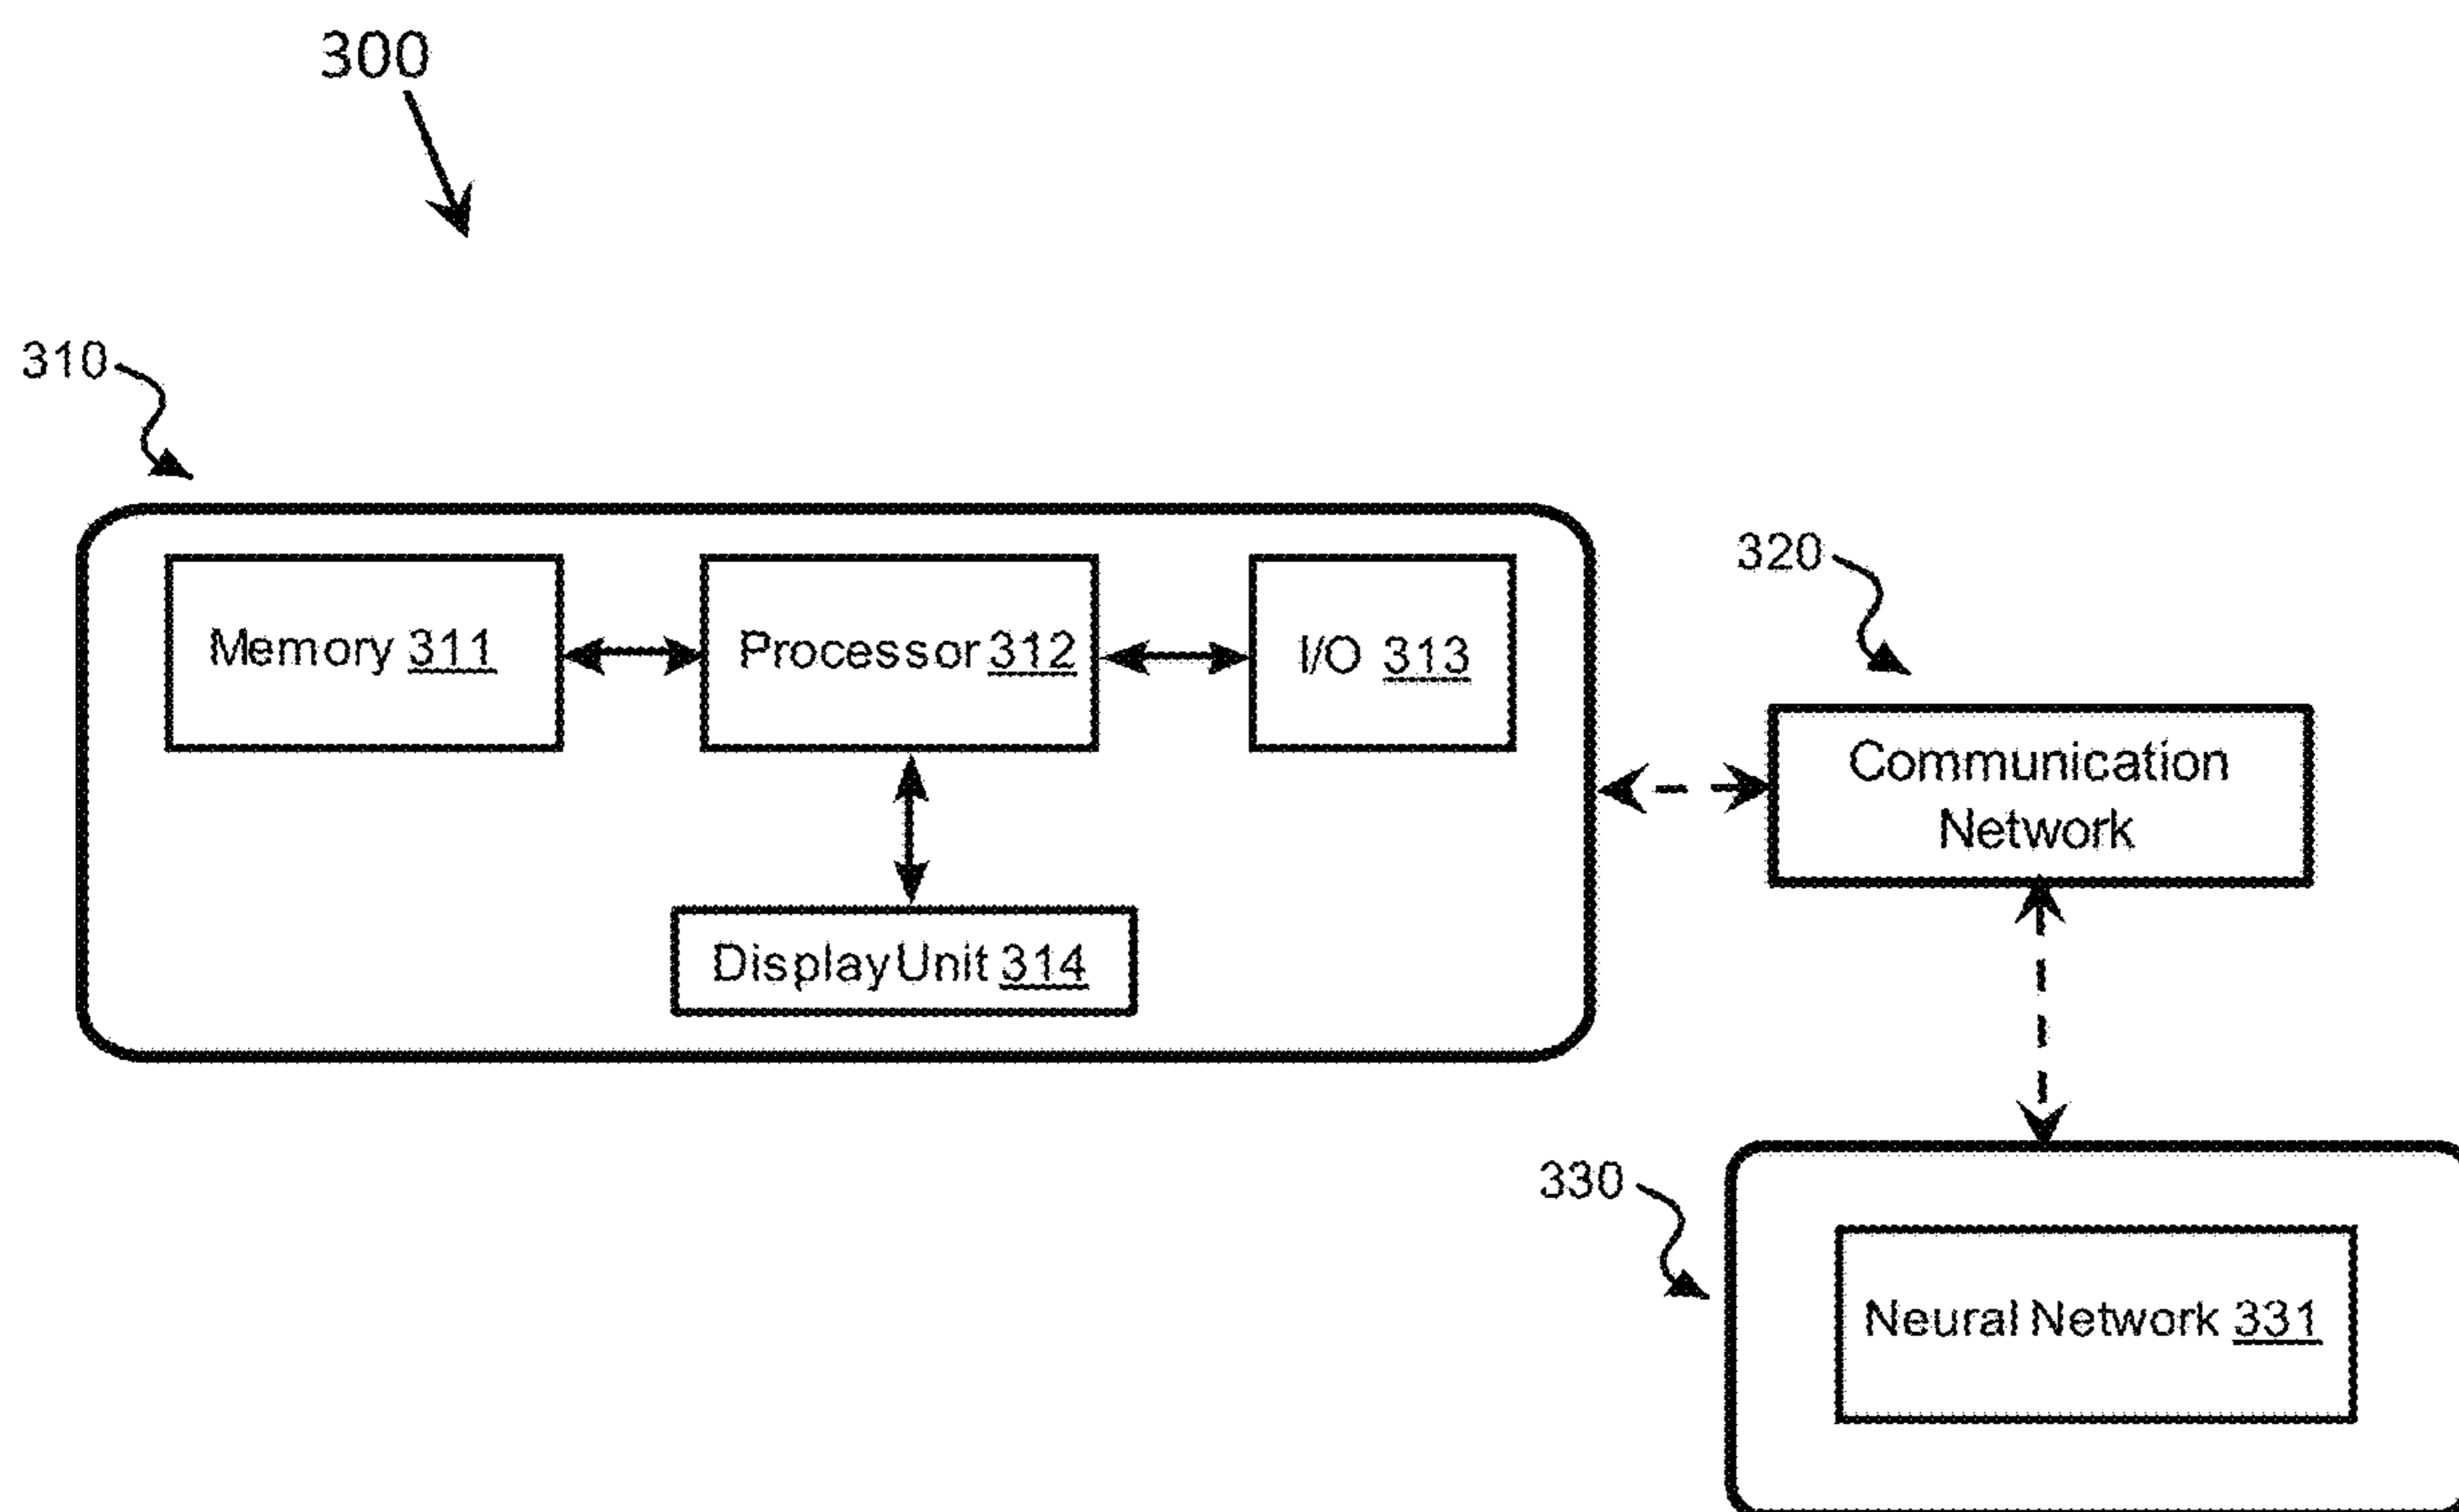 300
310
Memory 311
Processor 312
I/O 313
320
Communication
Network
Display Unit 314
330
Neural Network 331